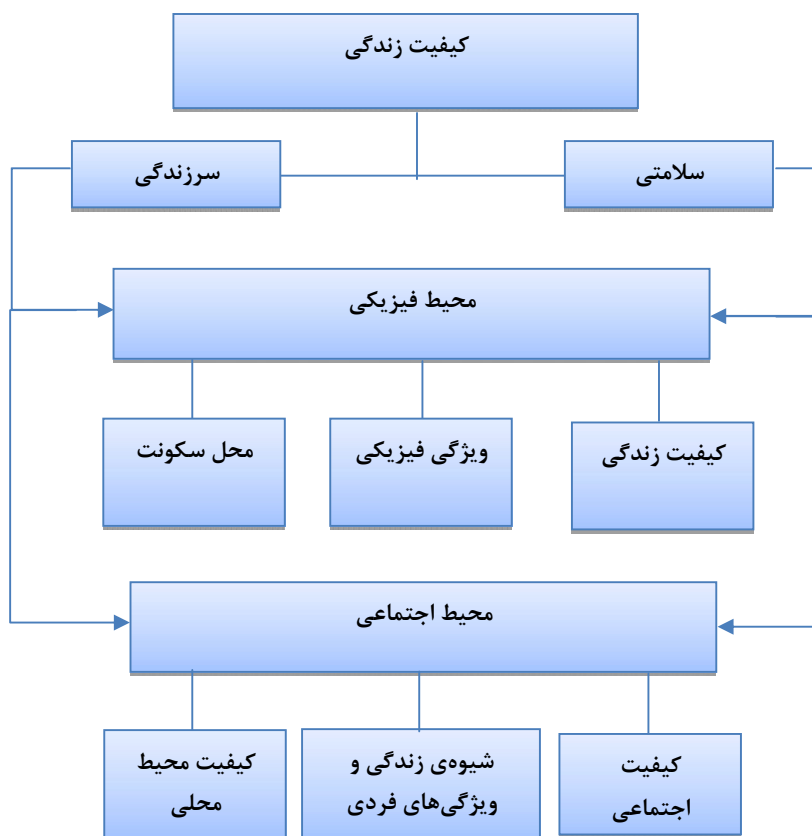 کیفیت زندگی
سلامتی
سرزندگی
محیط فیزیکی
کیفیت زندگی
ویژگی فیزیکی
محل سکونت
محیط اجتماعی
کیفیت
اجتماعی
شیوه‌ی زندگی و
ویژگی‌های فردی
کیفیت محیط
محلی